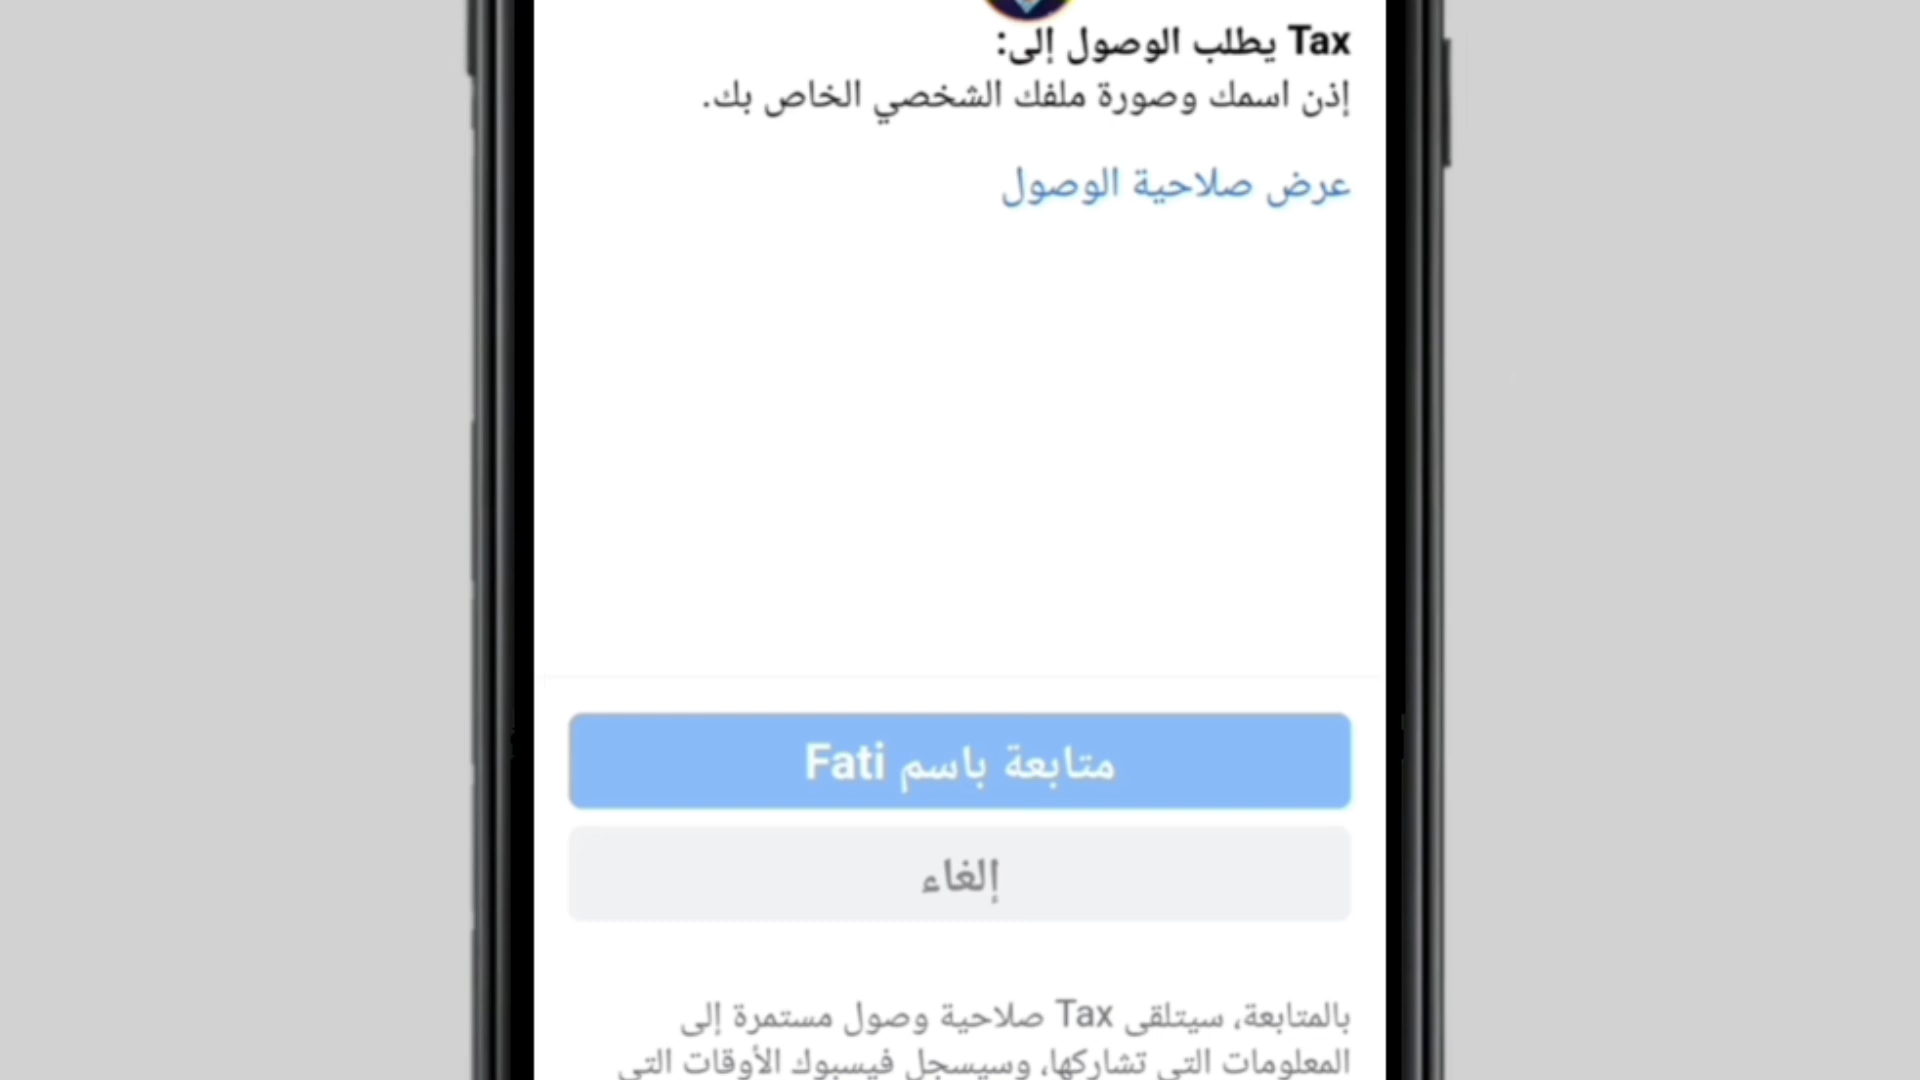 Tax يطلب الوصول إلى:
إذن اسمك وصورة ملفك الشخصي الخاص بك.
عرض صلاحية الوصول
متابعة باسم Fati
إلغاء
بالمتابعة، سيتلقى Tax صلاحية وصول مستمرة إلى
المعلومات التي تشاركها، وسيسجل فيسبوك الأوقات التي